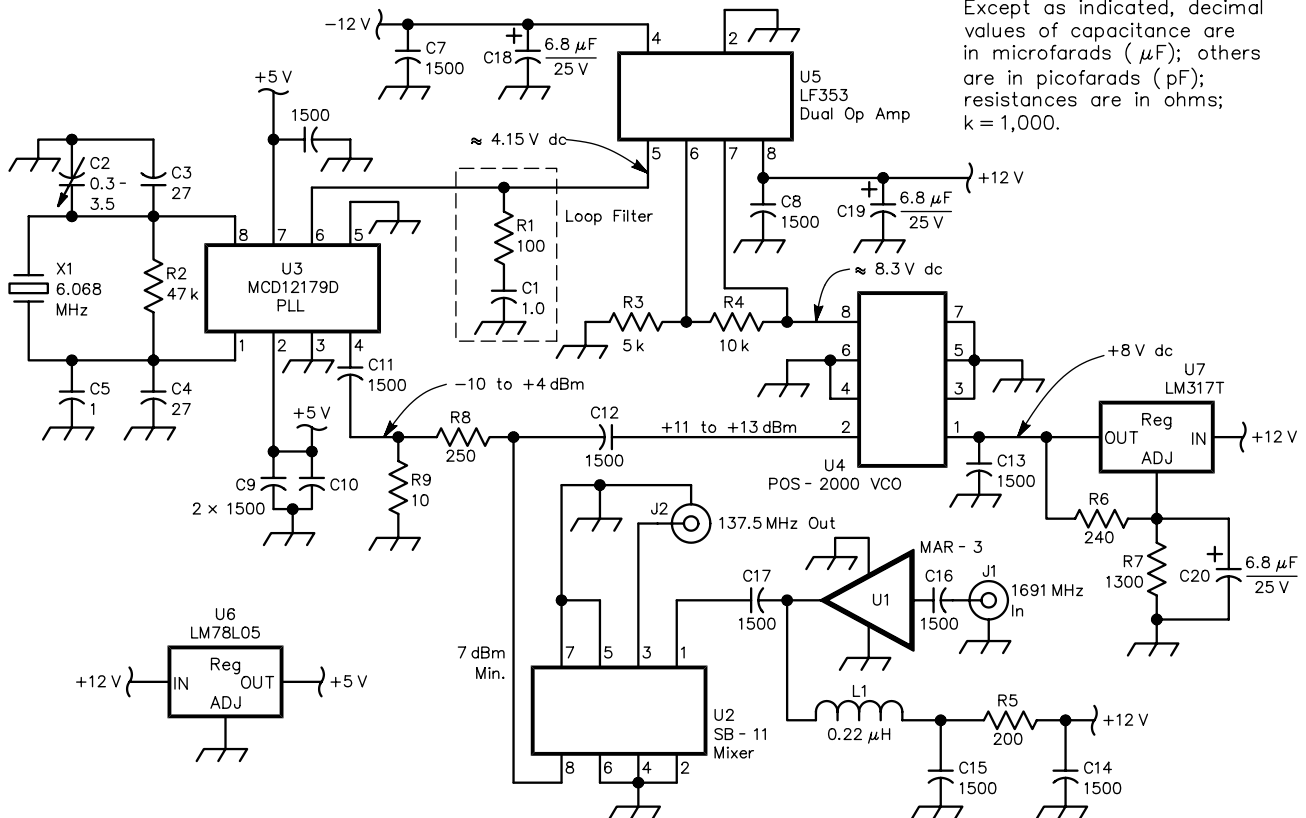 Except as indicated, decimal
values of capacitance are
in microfarads ( μF); others
are in picofarads ( pF);
resistances are in ohms;
k = 1,000.
−12 V
C7
1500
+
C18
6.8 μF
25 V
4
2
U5
LF353
Dual Op Amp
5
6
7
8
≈ 4.15 V dc
+5 V
1500
C2
0.3 -
3.5
C3
27
X1
6.068
MHz
R2
47 k
C5
1
C4
27
8
7
6
5
U3
MCD12179D
PLL
1
2
3
4
R1
100
C1
1.0
Loop Filter
C8
1500
+
C19
6.8 μF
25 V
+12 V
≈ 8.3 V dc
R3
5 k
R4
10 k
8
6
4
2
7
5
3
1
U4
POS - 2000 VCO
+8 V dc
U7
LM317T
Reg
OUT
IN
ADJ
+12 V
C11
1500
−10 to +4 dBm
R8
250
C12
1500
+11 to +13 dBm
C13
1500
+5 V
C9
C10
2 × 1500
R9
10
R6
240
R7
1300
+
C20
6.8 μF
25 V
J2
137.5 MHz Out
MAR - 3
U1
C17
1500
C16
1500
J1
1691 MHz
In
U6
LM78L05
+12 V
Reg
IN
OUT
ADJ
+5 V
7 dBm
Min.
7
5
3
1
U2
SB - 11
Mixer
8
6
4
2
L1
0.22 μH
R5
200
+12 V
C15
1500
C14
1500